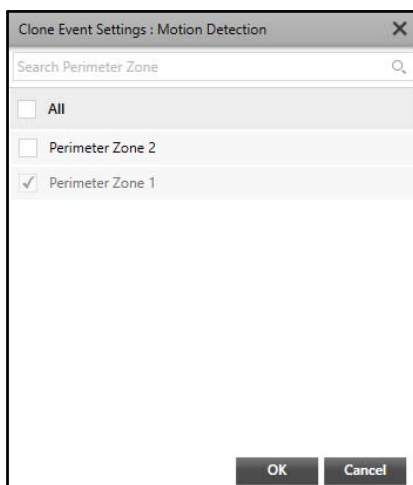 Clone Event Settings : Motion Detection
Search Perimeter Zone
All
Perimeter Zone 2
Perimeter Zone 1
OK Cancel